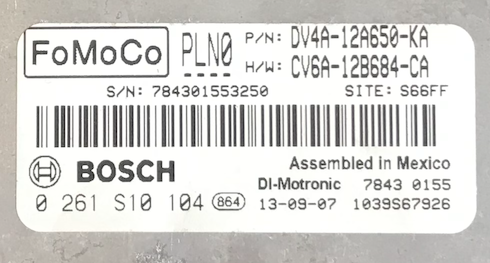 FoMoCo PLN0 P/N: DV4A-12A650-KA
H/W: CV6A-12B684-CA
S/N: 784301553250 SITE: S66FF
BOSCH Assembled in Mexico
DI-Motronic 7843 0155
0 261 S10 104 864 13-09-07 1039S67926